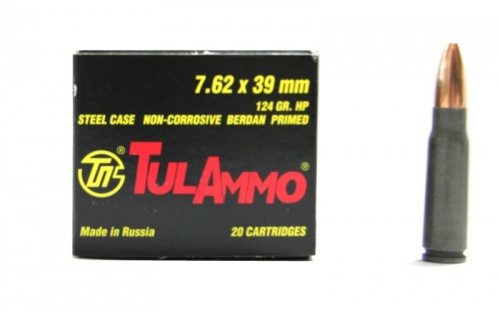 7.62 x 39 mm
124 GR. HP
STEEL CASE NON-CORROSIVE BERDAN PRIMED
TULAMMO®
Made in Russia
20 CARTRIDGES